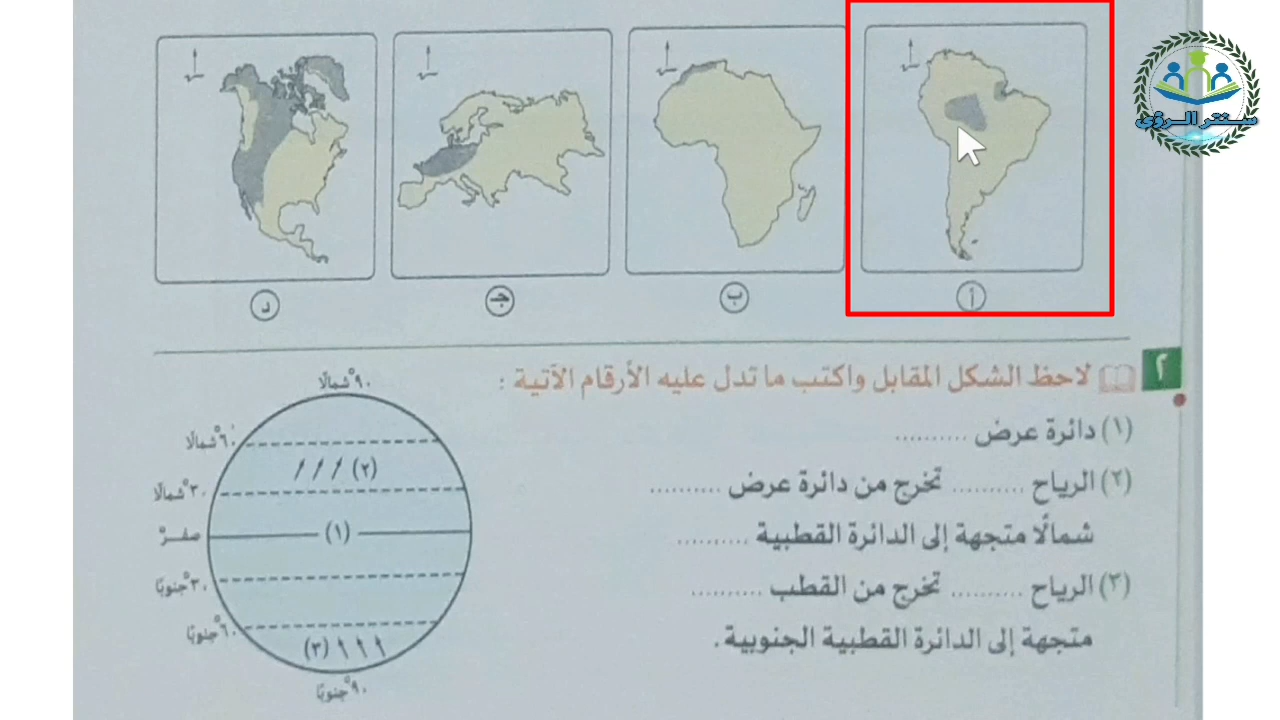 سنتر الرؤى
أ
ب
جـ
د
٢ لاحظ الشكل المقابل واكتب ما تدل عليه الأرقام الآتية :
(١) دائرة عرض ..........
(٢) الرياح .......... تخرج من دائرة عرض ..........
شمالًا متجهة إلى الدائرة القطبية ..........
(٣) الرياح .......... تخرج من القطب ..........
متجهة إلى الدائرة القطبية الجنوبية.
٩٠° شمالًا
٦٠° شمالًا
(٢)
٣٠° شمالًا
صفر°
(١)
٣٠° جنوبًا
٦٠° جنوبًا
(٣)
٩٠° جنوبًا